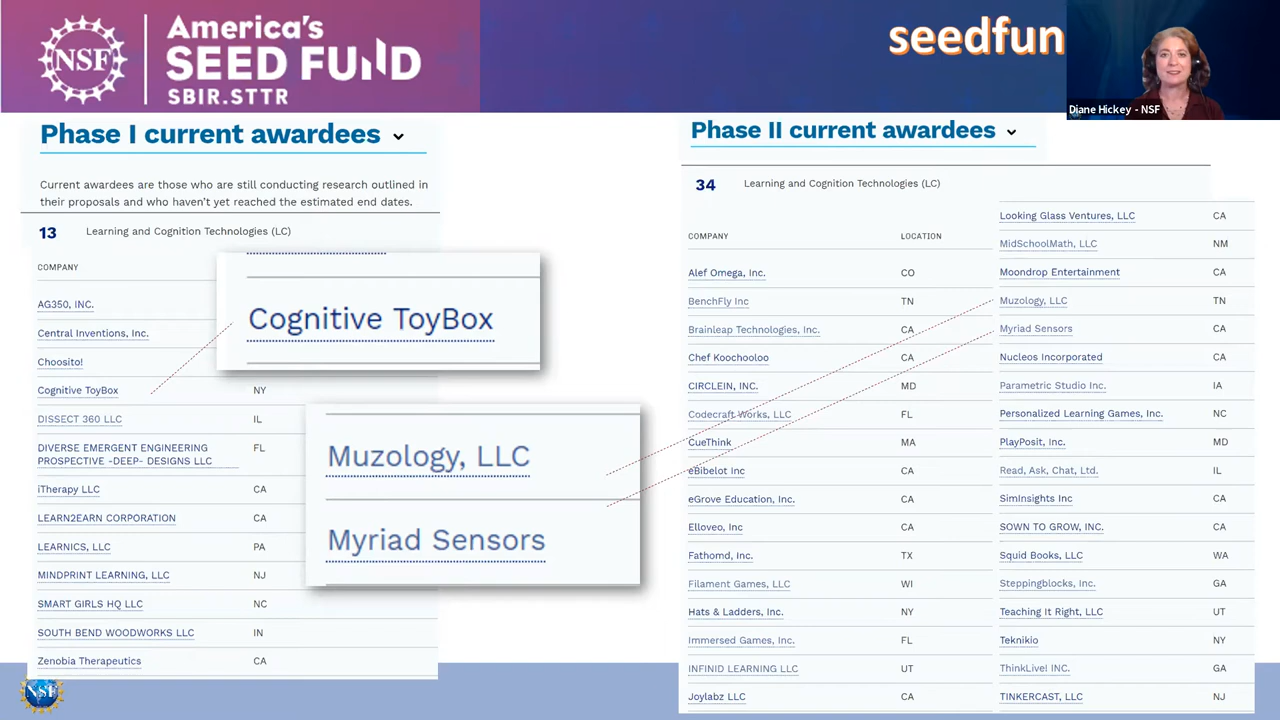 NSF
America's
SEED FUND
SBIR.STTR
seedfun
Diane Hickey - NSF
Phase I current awardees
Current awardees are those who are still conducting research outlined in
their proposals and who haven't yet reached the estimated end dates.
13 Learning and Cognition Technologies (LC)
COMPANY
AG350, INC.
Central Inventions, Inc.
Choosito!
Cognitive ToyBox NY
DISSECT 360 LLC IL
DIVERSE EMERGENT ENGINEERING FL
PROSPECTIVE -DEEP- DESIGNS LLC
iTherapy LLC CA
LEARN2EARN CORPORATION CA
LEARNICS, LLC PA
MINDPRINT LEARNING, LLC NJ
SMART GIRLS HQ LLC NC
SOUTH BEND WOODWORKS LLC IN
Zenobia Therapeutics CA
Cognitive ToyBox
Muzology, LLC
Myriad Sensors
Phase II current awardees
34 Learning and Cognition Technologies (LC)
COMPANY LOCATION
Alef Omega, Inc. CO
BenchFly Inc TN
Brainleap Technologies, Inc. CA
Chef Koochooloo CA
CIRCLEIN, INC. MD
Codecraft Works, LLC FL
CueThink MA
eBibelot Inc CA
eGrove Education, Inc. CA
Elloveo, Inc CA
Fathomd, Inc. TX
Filament Games, LLC WI
Hats & Ladders, Inc. NY
Immersed Games, Inc. FL
INFINID LEARNING LLC UT
Joylabz LLC CA
Looking Glass Ventures, LLC CA
MidSchoolMath, LLC NM
Moondrop Entertainment CA
Muzology, LLC TN
Myriad Sensors CA
Nucleos Incorporated CA
Parametric Studio Inc. IA
Personalized Learning Games, Inc. NC
PlayPosit, Inc. MD
Read, Ask, Chat, Ltd. IL
SimInsights Inc CA
SOWN TO GROW, INC. CA
Squid Books, LLC WA
Steppingblocks, Inc. GA
Teaching It Right, LLC UT
Teknikio NY
ThinkLive! INC. GA
TINKERCAST, LLC NJ
NSF